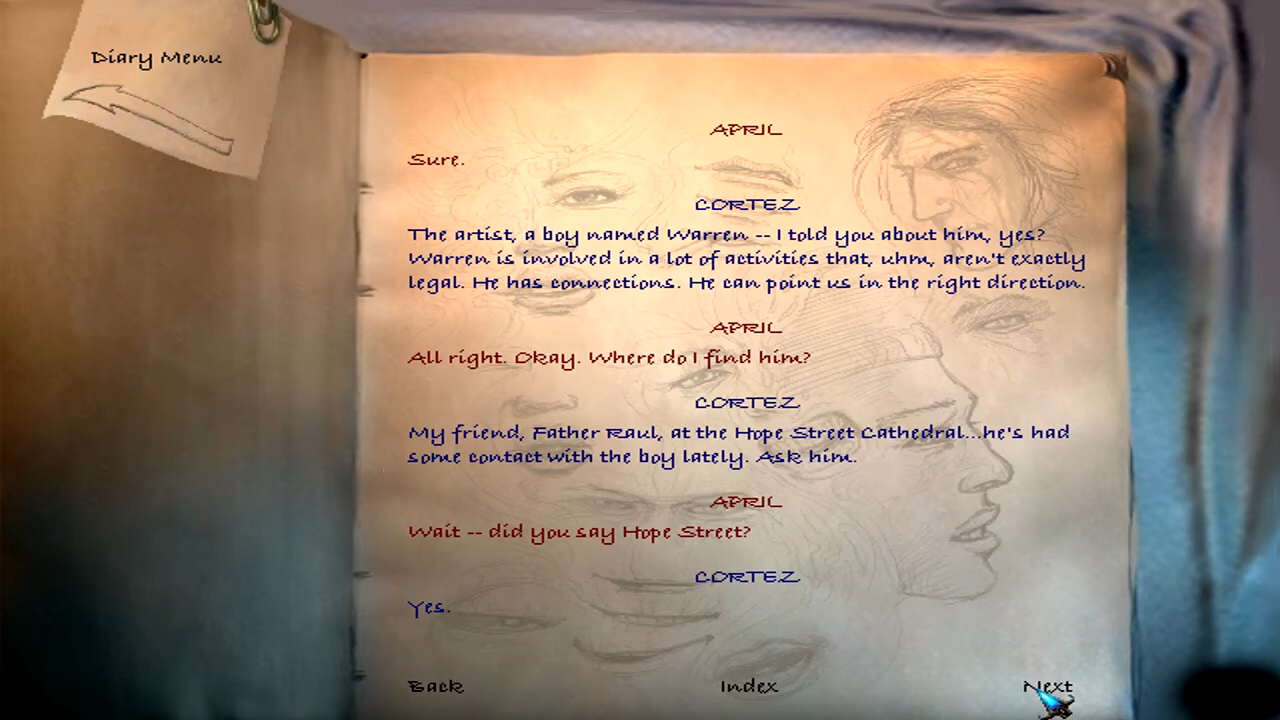 Diary Menu
APRIL
Sure.
CORTEZ
The artist, a boy named Warren -- I told you about him, yes?
Warren is involved in a lot of activities that, uhm, aren't exactly
legal. He has connections. He can point us in the right direction.
APRIL
All right. Okay. Where do I find him?
CORTEZ
My friend, Father Raul, at the Hope Street Cathedral...he's had
some contact with the boy lately. Ask him.
APRIL
Wait -- did you say Hope Street?
CORTEZ
Yes.
Back Index Next